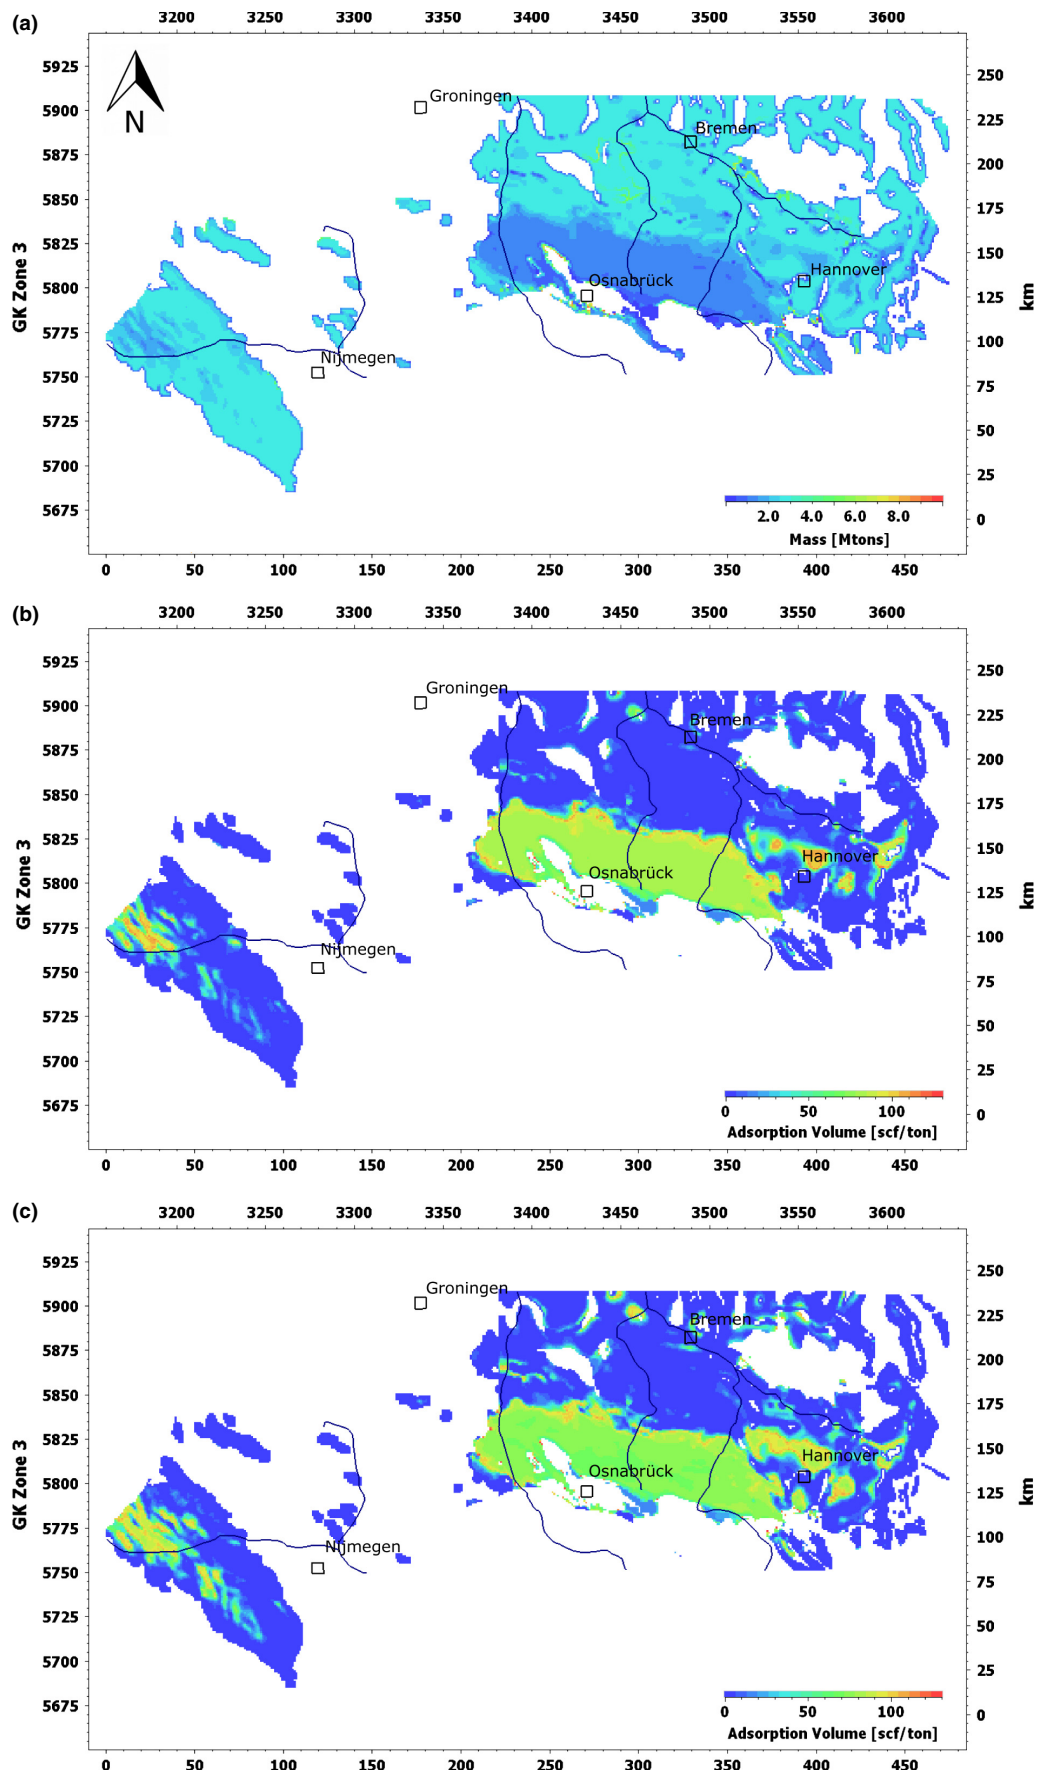 (a)
3200 3250 3300 3350 3400 3450 3500 3550 3600
5925
5900
5875
5850
5825
5800
5775
5750
5725
5700
5675
GK Zone 3
N
Groningen
Bremen
Hannover
Osnabrück
Nijmegen
250
225
200
175
150
125
100
75
50
25
0
km
2.0 4.0 6.0 8.0
Mass [Mtons]
0 50 100 150 200 250 300 350 400 450
(b)
3200 3250 3300 3350 3400 3450 3500 3550 3600
5925
5900
5875
5850
5825
5800
5775
5750
5725
5700
5675
GK Zone 3
Groningen
Bremen
Hannover
Osnabrück
Nijmegen
250
225
200
175
150
125
100
75
50
25
0
km
0 50 100
Adsorption Volume [scf/ton]
0 50 100 150 200 250 300 350 400 450
(c)
3200 3250 3300 3350 3400 3450 3500 3550 3600
5925
5900
5875
5850
5825
5800
5775
5750
5725
5700
5675
GK Zone 3
Groningen
Bremen
Hannover
Osnabrück
Nijmegen
250
225
200
175
150
125
100
75
50
25
0
km
0 50 100
Adsorption Volume [scf/ton]
0 50 100 150 200 250 300 350 400 450